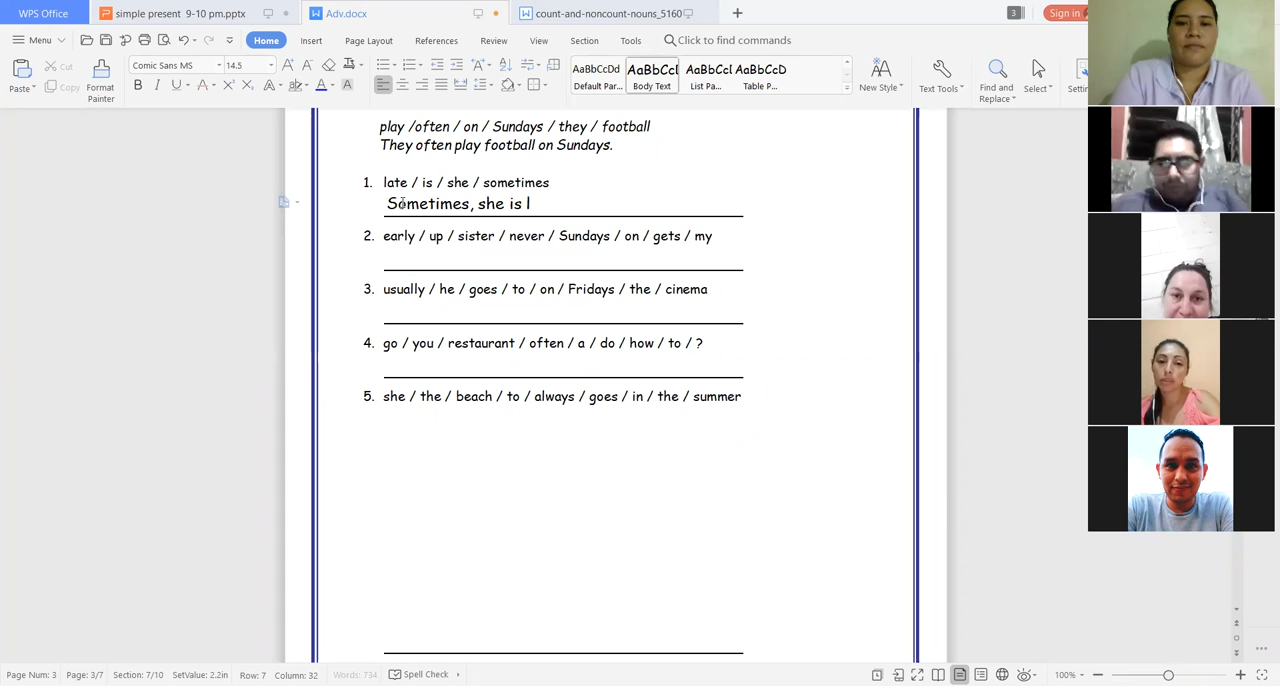 WPS Office
simple present 9-10 pm.pptx
Adv.docx
count-and-noncount-nouns_5160
3
Sign in
Menu
Home
Insert
Page Layout
References
Review
View
Section
Tools
Click to find commands
Paste
Cut
Copy
Format Painter
Comic Sans MS
14.5
AaBbCcDd
Default Par...
AaBbCcI
Body Text
AaBbCcI
List Pa...
AaBbCcD
Table P...
New Style
Text Tools
Find and Replace
Select
Settin
play /often / on / Sundays / they / football
They often play football on Sundays.
1. late / is / she / sometimes
Sometimes, she is l
2. early / up / sister / never / Sundays / on / gets / my
3. usually / he / goes / to / on / Fridays / the / cinema
4. go / you / restaurant / often / a / do / how / to / ?
5. she / the / beach / to / always / goes / in / the / summer
Page Num: 3
Page: 3/7
Section: 7/10
SetValue: 2.2in
Row: 7
Column: 32
Words: 734
Spell Check
100%